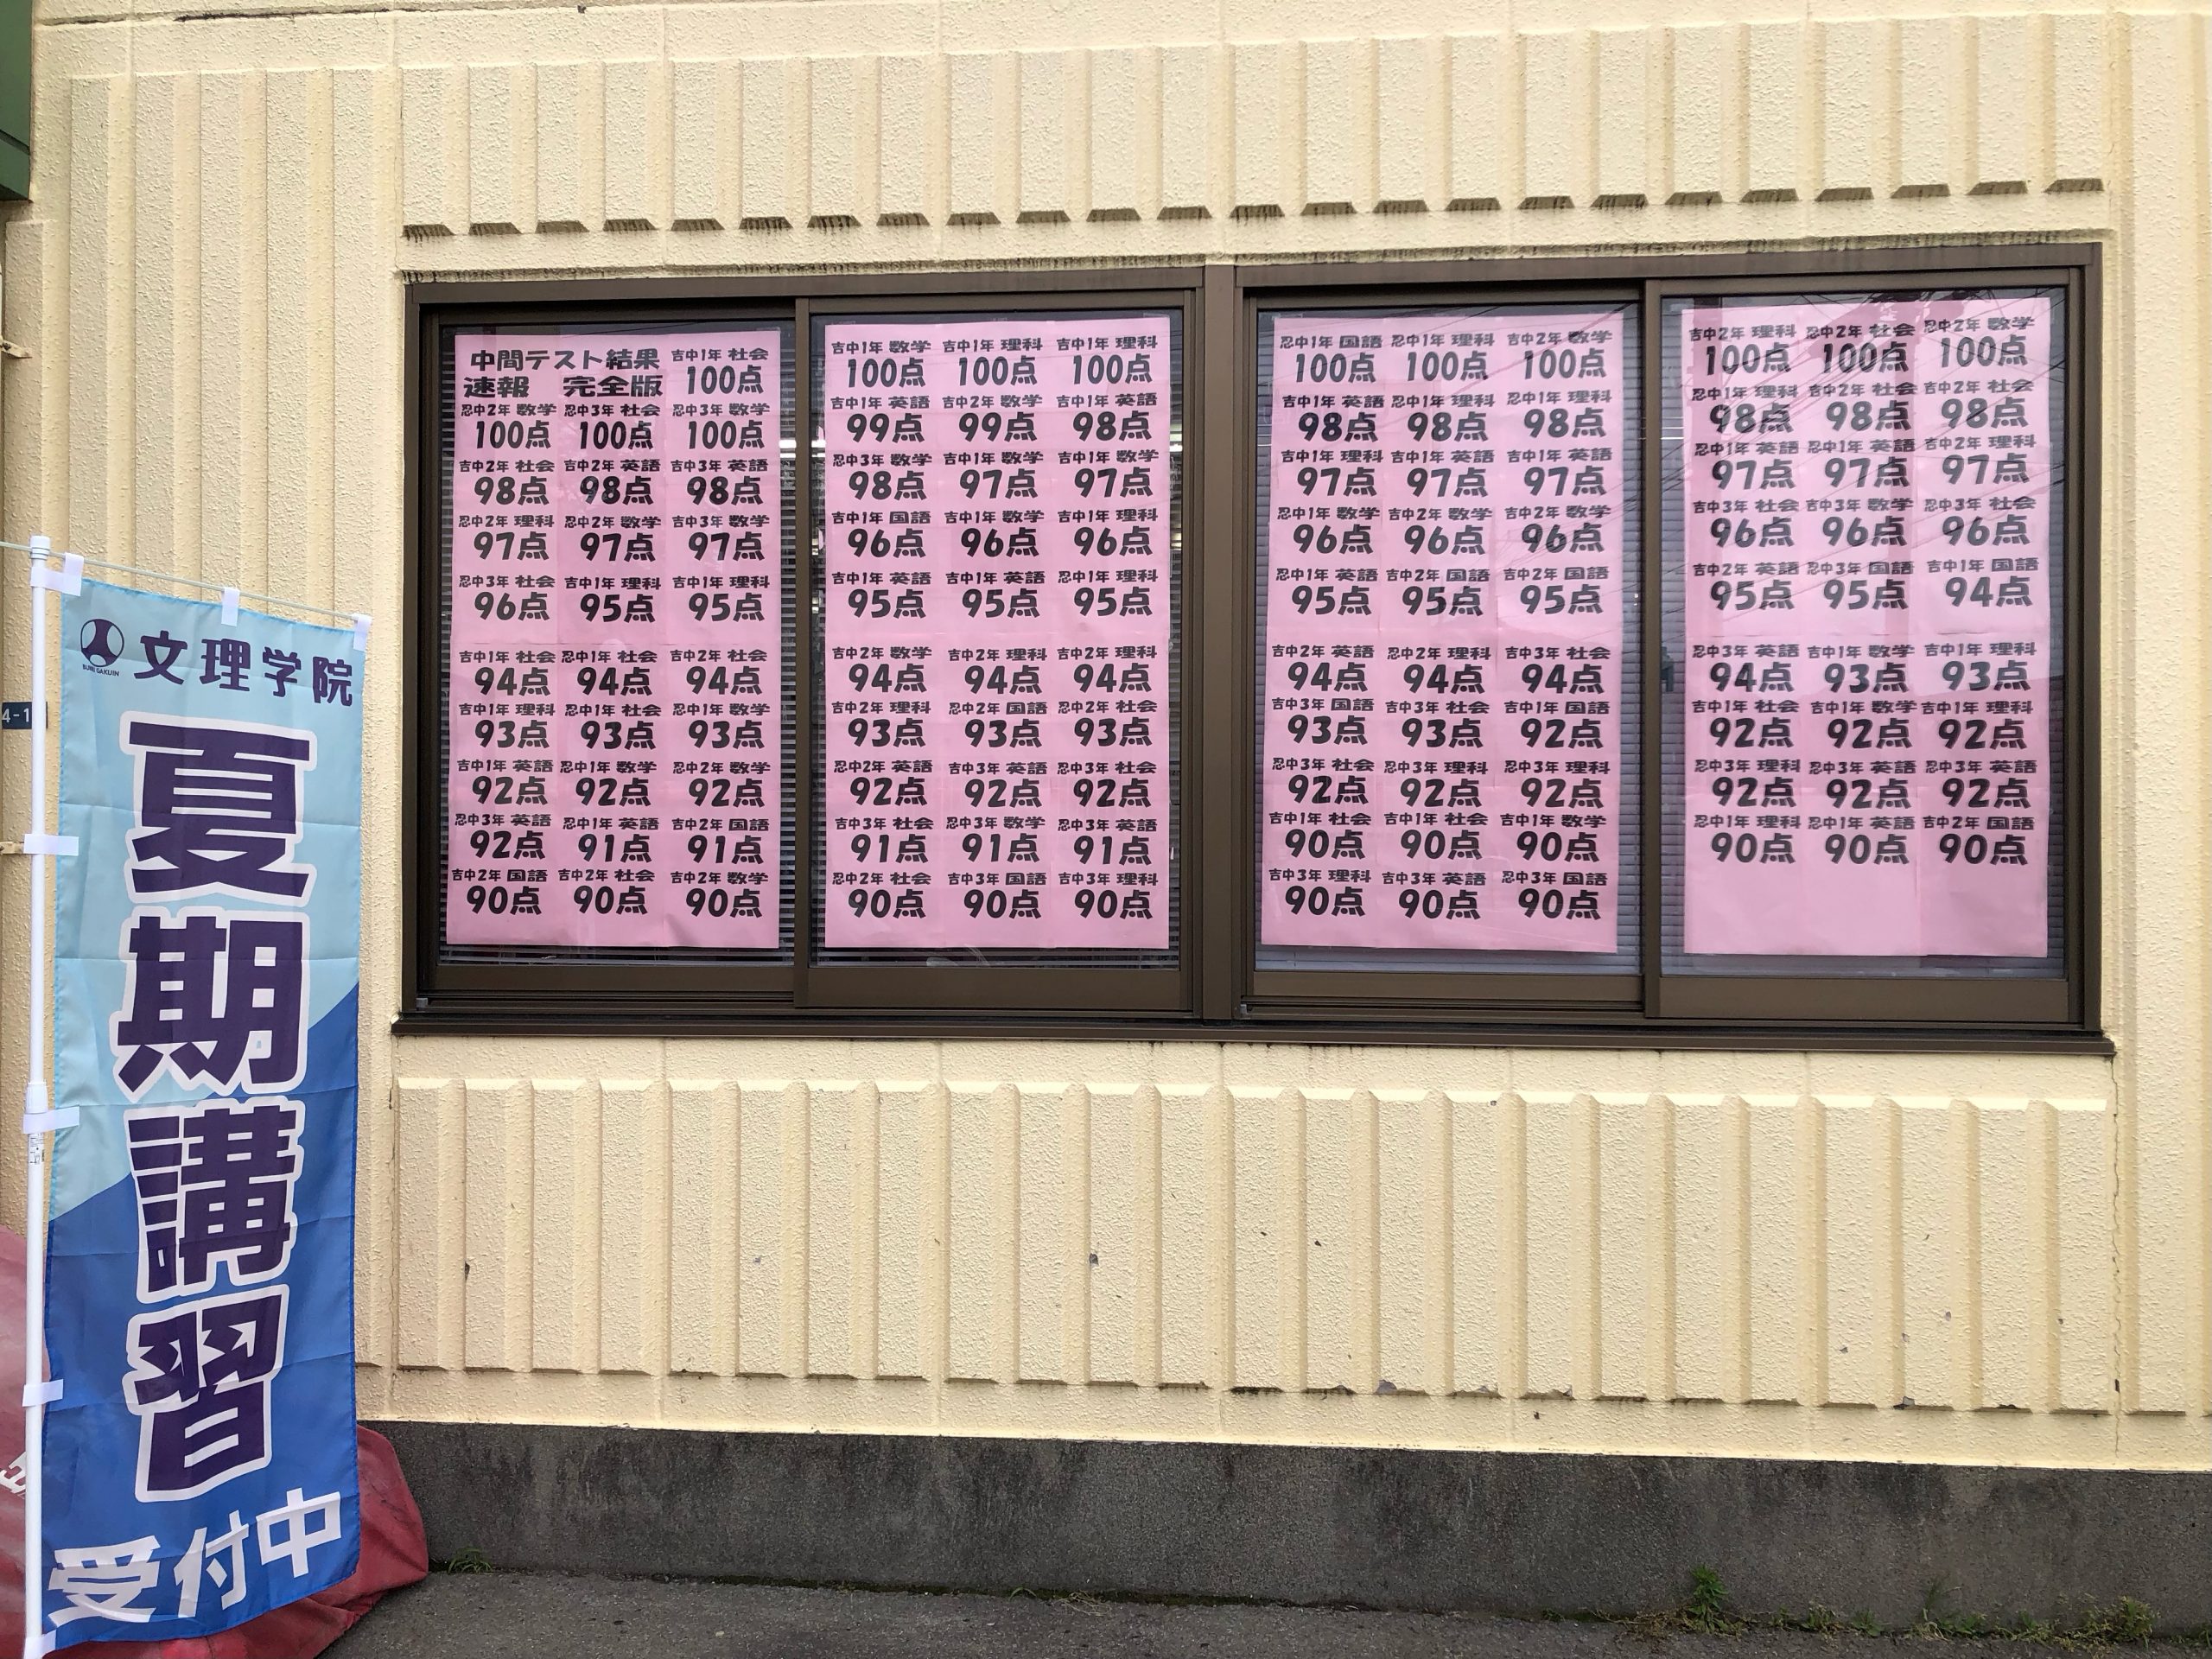 文理学院
BUNRI GAKUIN
夏期講習
受付中
4-1
中間テスト結果
速報 完全版
吉中1年 社会
100点
忍中2年 数学 忍中3年 社会 忍中3年 数学
100点 100点 100点
吉中2年 社会 吉中2年 英語 吉中3年 英語
98点 98点 98点
忍中2年 理科 忍中2年 数学 吉中3年 数学
97点 97点 97点
忍中3年 社会 吉中1年 理科 吉中1年 理科
96点 95点 95点
吉中1年 社会 忍中1年 社会 吉中2年 社会
94点 94点 94点
吉中1年 理科 忍中1年 社会 忍中1年 数学
93点 93点 93点
吉中1年 英語 忍中1年 数学 忍中2年 数学
92点 92点 92点
忍中3年 英語 忍中1年 英語 吉中2年 国語
92点 91点 91点
吉中2年 国語 吉中2年 社会 吉中2年 数学
90点 90点 90点
吉中1年 数学 吉中1年 理科 吉中1年 理科
100点 100点 100点
吉中1年 英語 吉中2年 数学 吉中1年 英語
99点 99点 98点
忍中3年 数学 吉中1年 数学 吉中1年 数学
98点 97点 97点
吉中1年 国語 吉中1年 数学 吉中1年 理科
96点 96点 96点
吉中1年 英語 吉中1年 英語 忍中1年 理科
95点 95点 95点
吉中2年 数学 吉中2年 理科 吉中2年 理科
94点 94点 94点
吉中2年 理科 忍中2年 国語 忍中2年 社会
93点 93点 93点
忍中2年 英語 吉中3年 英語 忍中3年 社会
92点 92点 92点
吉中3年 社会 忍中3年 数学 忍中3年 英語
91点 91点 91点
忍中2年 社会 吉中3年 国語 吉中3年 理科
90点 90点 90点
忍中1年 国語 忍中1年 理科 吉中2年 数学
100点 100点 100点
吉中1年 英語 忍中1年 理科 忍中1年 理科
98点 98点 98点
吉中1年 理科 吉中1年 英語 吉中1年 英語
97点 97点 97点
忍中1年 数学 吉中2年 数学 吉中2年 数学
96点 96点 96点
忍中1年 英語 吉中2年 国語 吉中2年 国語
95点 95点 95点
吉中2年 英語 忍中2年 理科 吉中3年 社会
94点 94点 94点
吉中3年 国語 忍中3年 社会 吉中1年 国語
93点 93点 92点
忍中3年 社会 忍中3年 理科 忍中3年 理科
92点 92点 92点
吉中1年 社会 吉中1年 社会 吉中1年 数学
90点 90点 90点
吉中3年 理科 吉中3年 英語 忍中3年 国語
90点 90点 90点
吉中2年 理科 忍中2年 社会 忍中2年 数学
100点 100点 100点
忍中1年 理科 吉中2年 社会 吉中2年 社会
98点 98点 98点
忍中1年 英語 忍中1年 英語 吉中2年 理科
97点 97点 97点
吉中3年 社会 吉中3年 数学 忍中3年 社会
96点 96点 96点
吉中2年 英語 忍中3年 国語 吉中1年 国語
95点 95点 94点
忍中3年 英語 吉中1年 数学 吉中1年 理科
94点 93点 93点
吉中1年 社会 吉中1年 数学 吉中1年 理科
92点 92点 92点
忍中3年 理科 忍中3年 英語 忍中3年 英語
92点 92点 92点
忍中1年 理科 忍中1年 英語 吉中2年 国語
90点 90点 90点